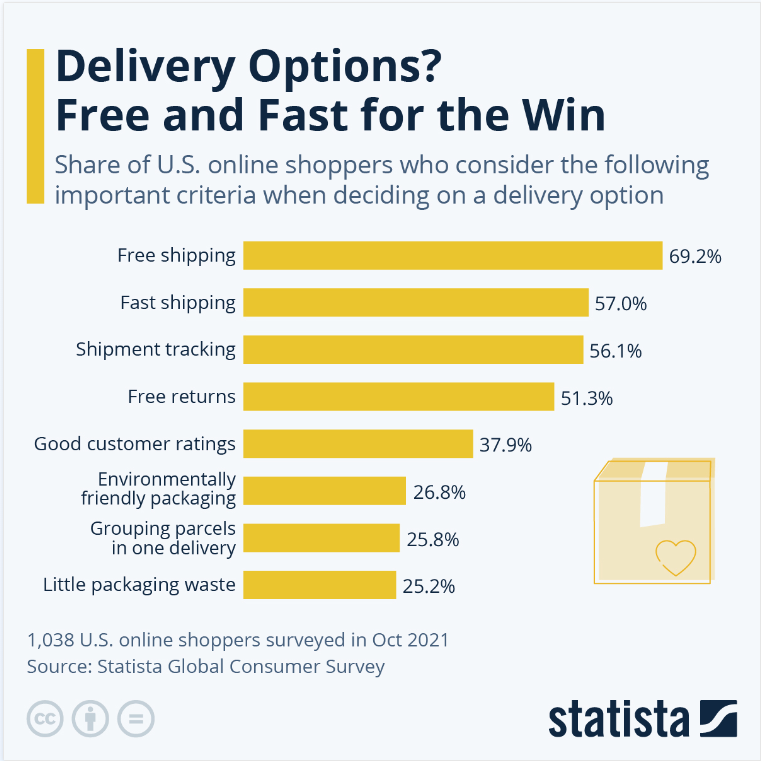 Delivery Options?
Free and Fast for the Win
Share of U.S. online shoppers who consider the following
important criteria when deciding on a delivery option
Free shipping 69.2%
Fast shipping 57.0%
Shipment tracking 56.1%
Free returns 51.3%
Good customer ratings 37.9%
Environmentally
friendly packaging 26.8%
Grouping parcels
in one delivery 25.8%
Little packaging waste 25.2%
1,038 U.S. online shoppers surveyed in Oct 2021
Source: Statista Global Consumer Survey
cc
statista